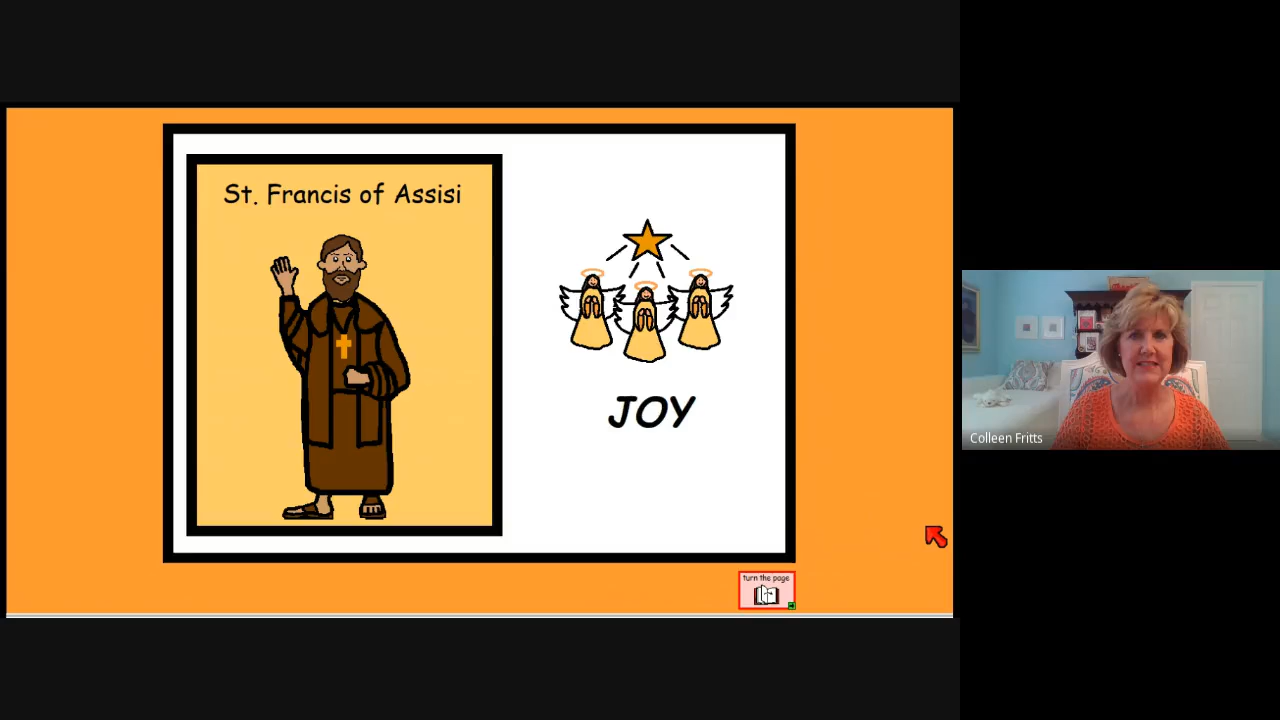 St. Francis of Assisi
JOY
turn the page
Colleen Fritts